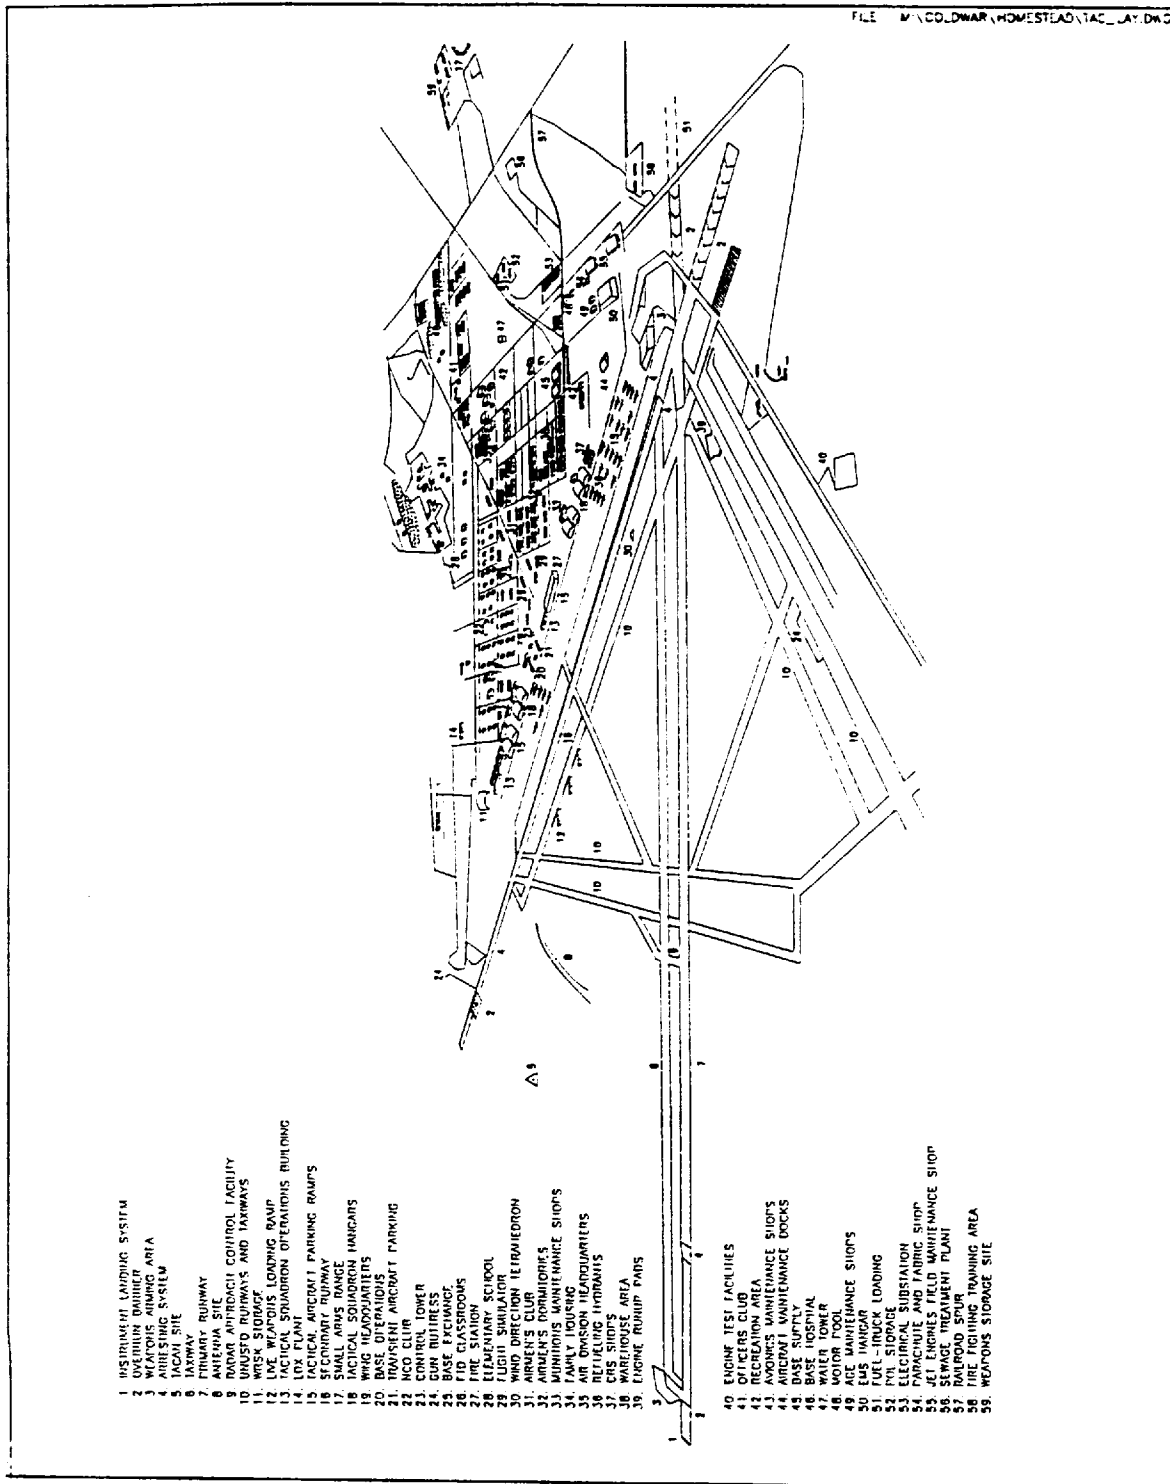 FILE M:\COLDWAR\HOMESTEAD\TAC_LAY.DWG
1 INSTRUMENT LANDING SYSTEM
2 OVERRUN BARRIER
3 WEAPONS ARMING AREA
4 ARRESTING SYSTEM
5 TACAN SITE
6 TAXIWAY
7. PRIMARY RUNWAY
8 ANTENNA SITE
9. RADAR APPROACH CONTROL FACILITY
10 UNUSED RUNWAYS AND TAXIWAYS
11. WRSK STORAGE
12. LIVE WEAPONS LOADING RAMP
13. TACTICAL SQUADRON OPERATIONS BUILDING
14. LOX PLANT
15. TACTICAL AIRCRAFT PARKING RAMPS
16 SECONDARY RUNWAY
17. SMALL ARMS RANGE
18 TACTICAL SQUADRON HANGARS
19. WING HEADQUARTERS
20. BASE OPERATIONS
21. TRANSIENT AIRCRAFT PARKING
22 NCO CLUB
23. CONTROL TOWER
24. GUN BUTTRESS
25. BASE EXCHANGE
26. FTD CLASSROOMS
27 FIRE STATION
28 ELEMENTARY SCHOOL
29. FLIGHT SIMULATOR
30 WIND DIRECTION TETRAHEDRON
31. AIRMEN'S CLUB
32. AIRMEN'S DORMITORIES
33. MUNITIONS MAINTENANCE SHOPS
34. FAMILY HOUSING
35 AIR DIVISION HEADQUARTERS
36 REFUELING HYDRANTS
37. CRS SHOPS
38. WAREHOUSE AREA
39. ENGINE RUNUP PADS
40 ENGINE TEST FACILITIES
41. OFFICERS CLUB
42 RECREATION AREA
43. AVIONICS MAINTENANCE SHOPS
44. AIRCRAFT MAINTENANCE DOCKS
45. BASE SUPPLY
46. BASE HOSPITAL
47. WATER TOWER
48. MOTOR POOL
49. AGE MAINTENANCE SHOPS
50 EMS HANGAR
51. FUEL-TRUCK LOADING
52. POL STORAGE
53. ELECTRICAL SUBSTATION
54. PARACHUTE AND FABRIC SHOP
55. JET ENGINES FIELD MAINTENANCE SHOP
56. SEWAGE TREATMENT PLANT
57 RAILROAD SPUR
58 FIRE FIGHTING TRAINING AREA
59. WEAPONS STORAGE SITE